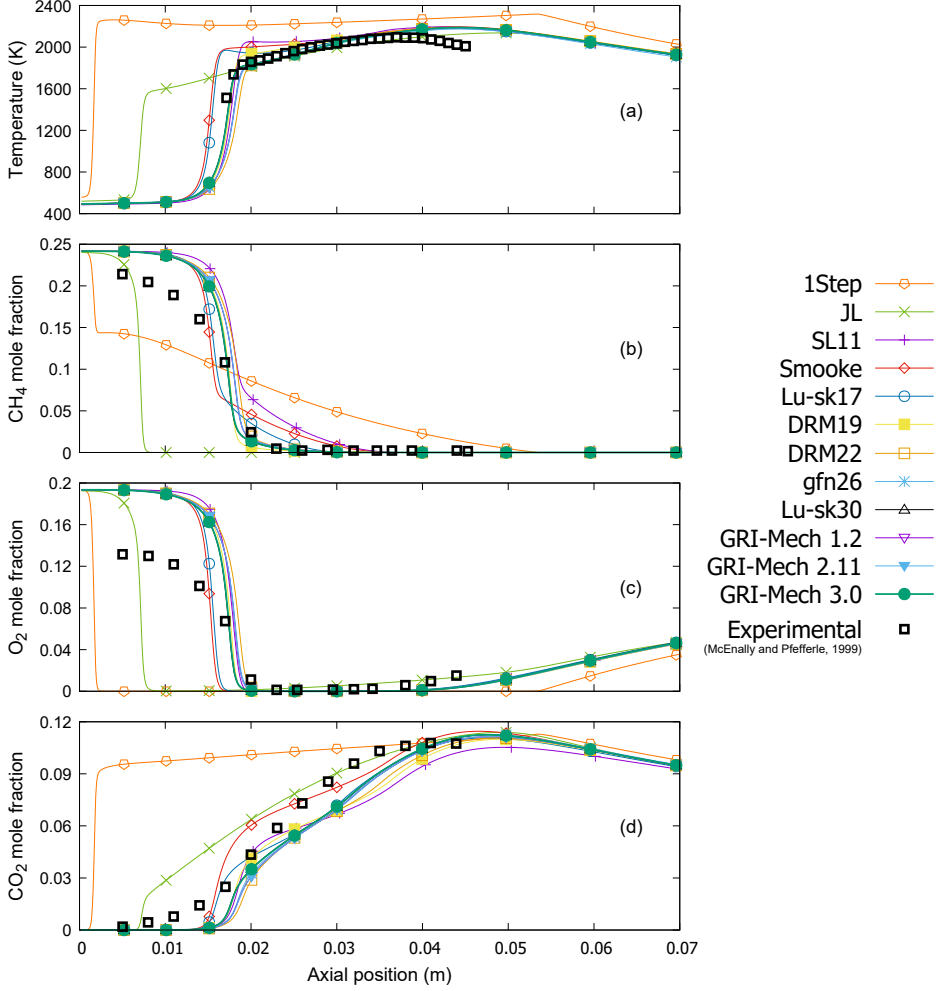 2400
2000
1600
1200
800
400
Temperature (K)
(a)
0.25
0.2
0.15
0.1
0.05
0
CH4 mole fraction
(b)
0.2
0.16
0.12
0.08
0.04
0
O2 mole fraction
(c)
0.12
0.09
0.06
0.03
0
CO2 mole fraction
(d)
0 0.01 0.02 0.03 0.04 0.05 0.06 0.07
Axial position (m)
1Step
JL
SL11
Smooke
Lu-sk17
DRM19
DRM22
gfn26
Lu-sk30
GRI-Mech 1.2
GRI-Mech 2.11
GRI-Mech 3.0
Experimental
(McEnally and Pfefferle, 1999)